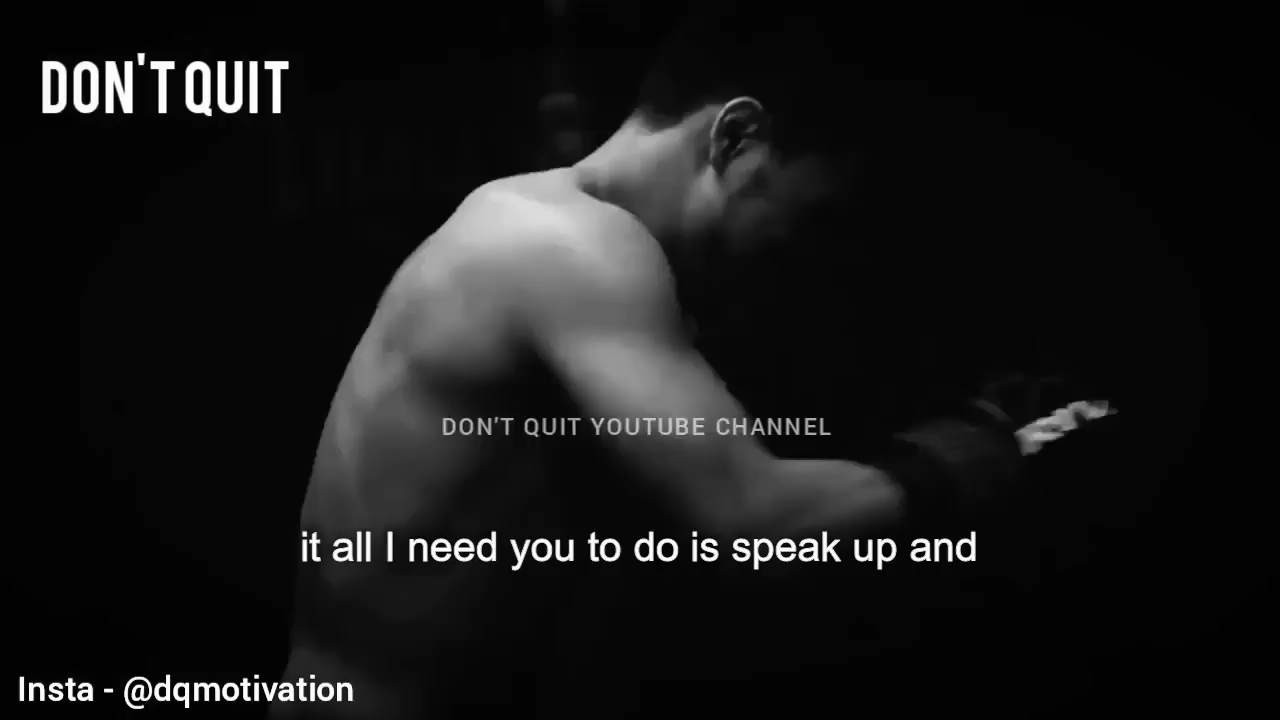 DON'T QUIT
DON'T QUIT YOUTUBE CHANNEL
it all I need you to do is speak up and
Insta - @dqmotivation